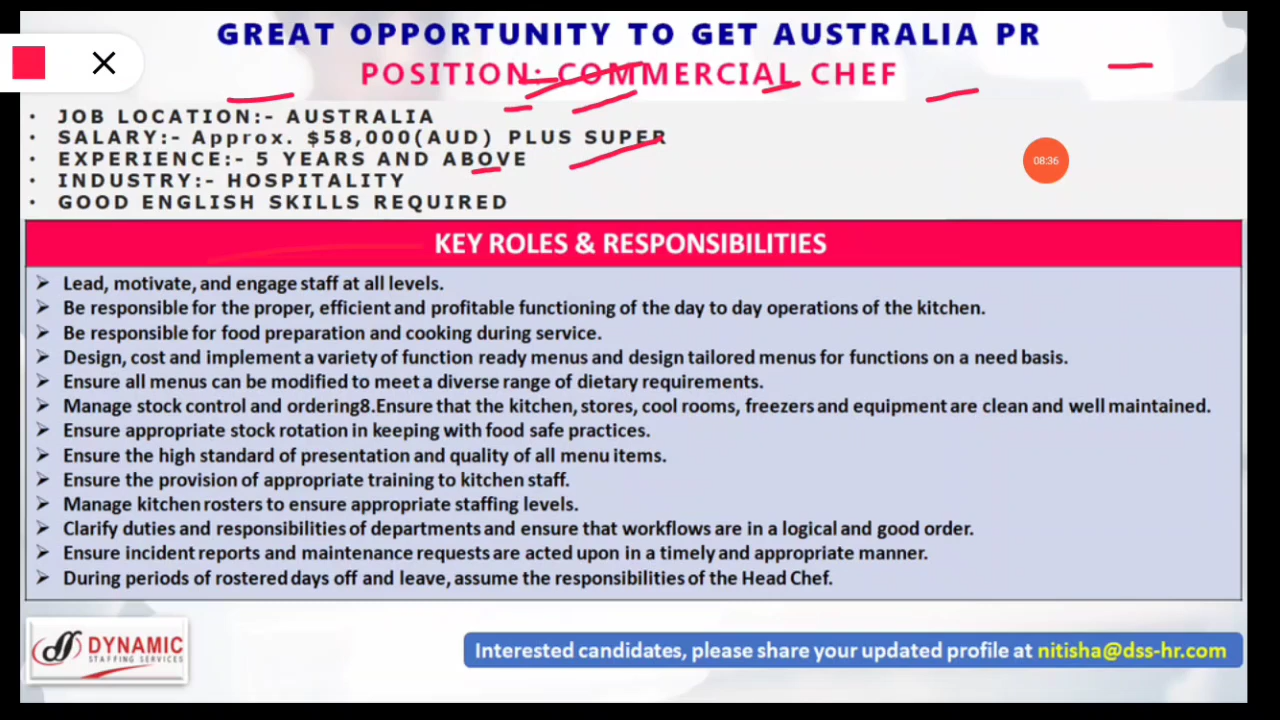 GREAT OPPORTUNITY TO GET AUSTRALIA PR
POSITION: COMMERCIAL CHEF
• JOB LOCATION:- AUSTRALIA
• SALARY:- Approx. $58,000(AUD) PLUS SUPER
• EXPERIENCE:- 5 YEARS AND ABOVE
08:36
• INDUSTRY:- HOSPITALITY
• GOOD ENGLISH SKILLS REQUIRED
KEY ROLES & RESPONSIBILITIES
➢ Lead, motivate, and engage staff at all levels.
➢ Be responsible for the proper, efficient and profitable functioning of the day to day operations of the kitchen.
➢ Be responsible for food preparation and cooking during service.
➢ Design, cost and implement a variety of function ready menus and design tailored menus for functions on a need basis.
➢ Ensure all menus can be modified to meet a diverse range of dietary requirements.
➢ Manage stock control and ordering8.Ensure that the kitchen, stores, cool rooms, freezers and equipment are clean and well maintained.
➢ Ensure appropriate stock rotation in keeping with food safe practices.
➢ Ensure the high standard of presentation and quality of all menu items.
➢ Ensure the provision of appropriate training to kitchen staff.
➢ Manage kitchen rosters to ensure appropriate staffing levels.
➢ Clarify duties and responsibilities of departments and ensure that workflows are in a logical and good order.
➢ Ensure incident reports and maintenance requests are acted upon in a timely and appropriate manner.
➢ During periods of rostered days off and leave, assume the responsibilities of the Head Chef.
DYNAMIC
STAFFING SERVICES
Interested candidates, please share your updated profile at nitisha@dss-hr.com